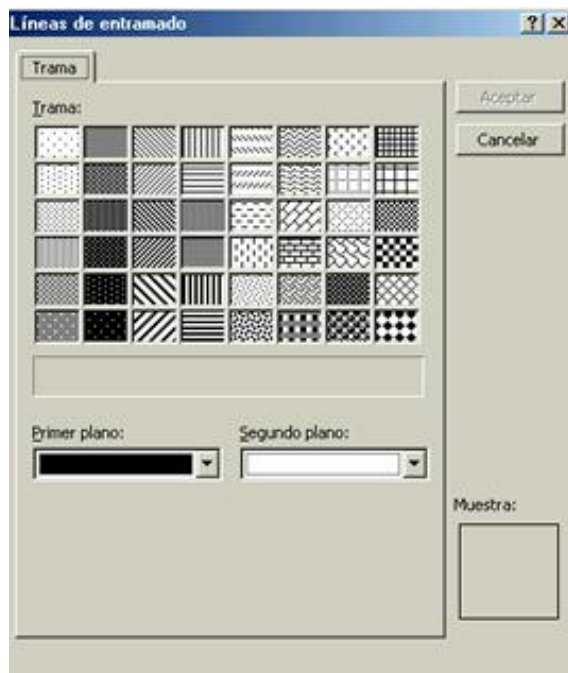 Líneas de entramado
Trama
Trama:
Aceptar
Cancelar
Primer plano:
Segundo plano:
Muestra: